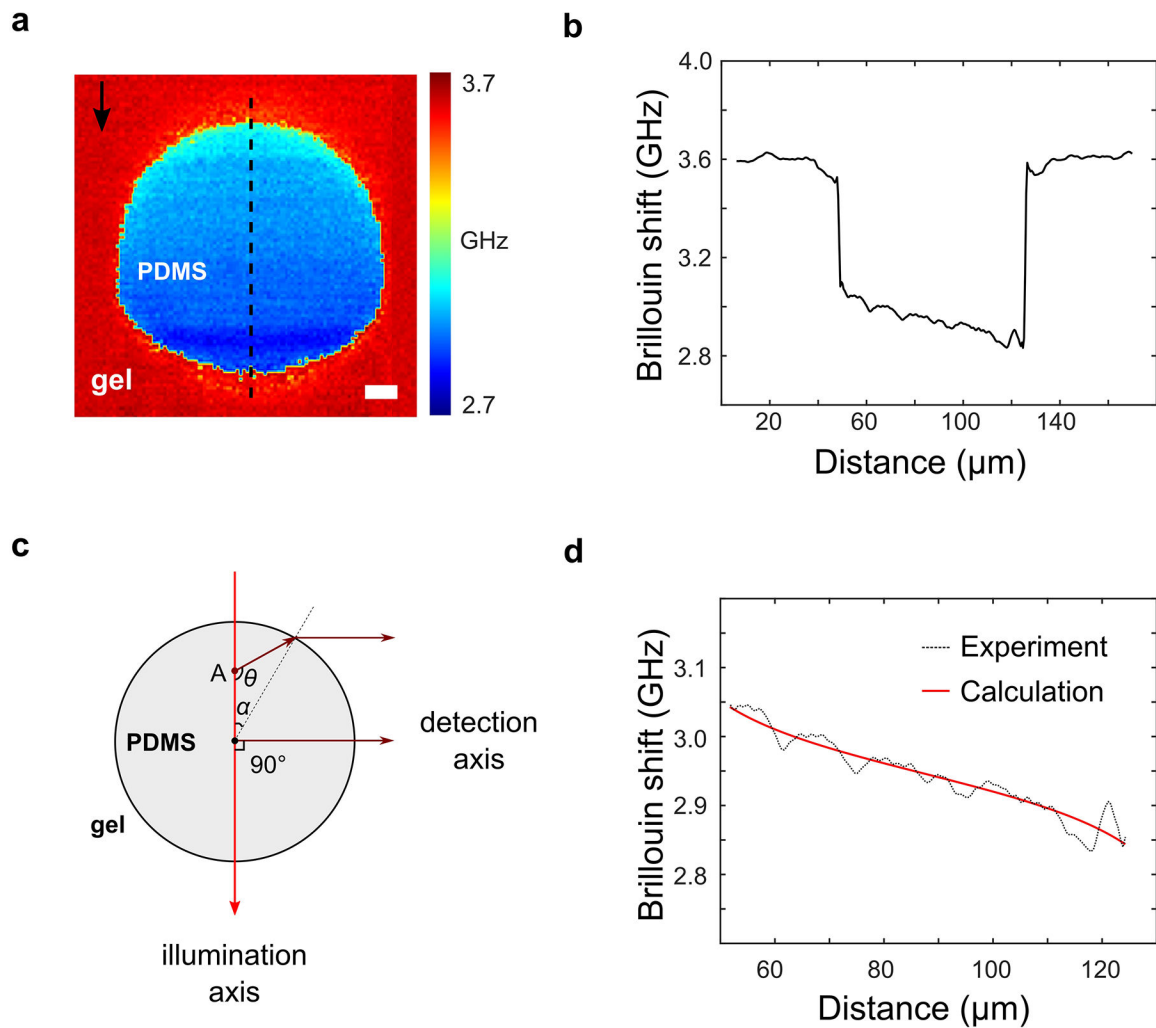 a
3.7
GHz
2.7
PDMS
gel
b
4.0
3.6
3.2
2.8
Brillouin shift (GHz)
20
60
100
140
Distance (μm)
c
A
θ
α
PDMS
90°
gel
detection
axis
illumination
axis
d
Experiment
Calculation
3.1
3.0
2.9
2.8
Brillouin shift (GHz)
60
80
100
120
Distance (μm)